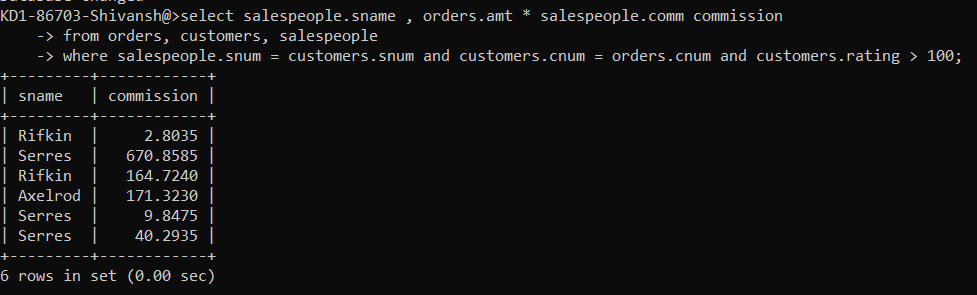 Database changed
KD1-86703-Shivansh@>select salespeople.sname , orders.amt * salespeople.comm commission
    -> from orders, customers, salespeople
    -> where salespeople.snum = customers.snum and customers.cnum = orders.cnum and customers.rating > 100;
+---------+------------+
| sname   | commission |
+---------+------------+
| Rifkin  |     2.8035 |
| Serres  |   670.8585 |
| Rifkin  |   164.7240 |
| Axelrod |   171.3230 |
| Serres  |     9.8475 |
| Serres  |    40.2935 |
+---------+------------+
6 rows in set (0.00 sec)